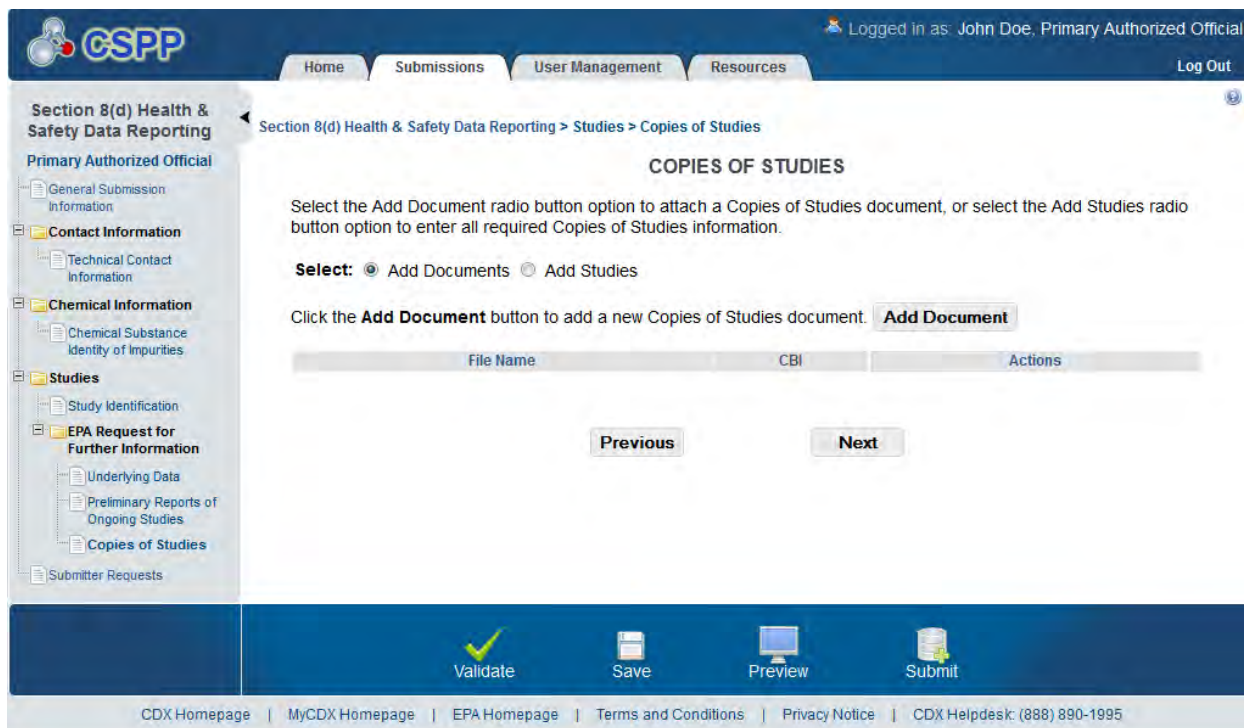 CSPP
Logged in as: John Doe, Primary Authorized Official
Home
Submissions
User Management
Resources
Log Out
Section 8(d) Health &
Safety Data Reporting
Primary Authorized Official
General Submission
Information
Contact Information
Technical Contact
Information
Chemical Information
Chemical Substance
Identity of Impurities
Studies
Study Identification
EPA Request for
Further Information
Underlying Data
Preliminary Reports of
Ongoing Studies
Copies of Studies
Submitter Requests
Section 8(d) Health & Safety Data Reporting > Studies > Copies of Studies
COPIES OF STUDIES
Select the Add Document radio button option to attach a Copies of Studies document, or select the Add Studies radio
button option to enter all required Copies of Studies information.
Select: Add Documents Add Studies
Click the Add Document button to add a new Copies of Studies document. Add Document
File Name CBI Actions
Previous Next
Validate Save Preview Submit
CDX Homepage | MyCDX Homepage | EPA Homepage | Terms and Conditions | Privacy Notice | CDX Helpdesk: (888) 890-1995